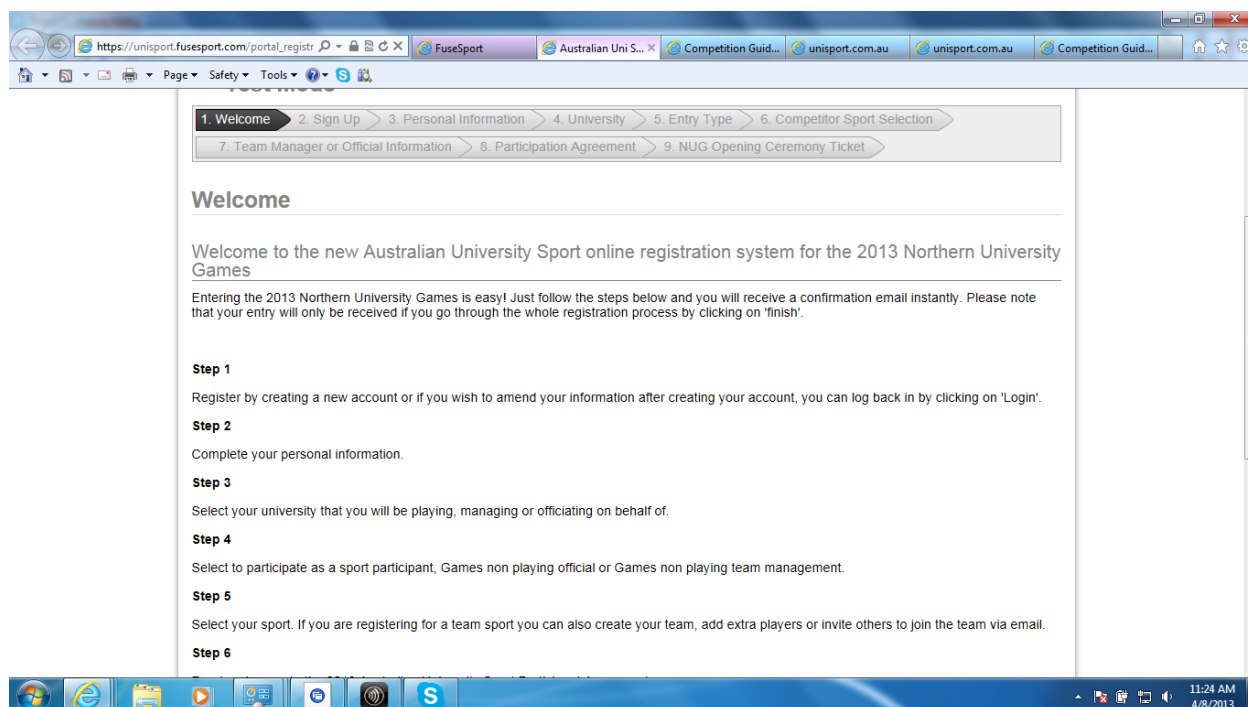 https://unisport.fusesport.com/portal_registr
FuseSport
Australian Uni S...
Competition Guid...
unisport.com.au
unisport.com.au
Competition Guid...
Page Safety Tools
1. Welcome 2. Sign Up 3. Personal Information 4. University 5. Entry Type 6. Competitor Sport Selection
7. Team Manager or Official Information 8. Participation Agreement 9. NUG Opening Ceremony Ticket
Welcome
Welcome to the new Australian University Sport online registration system for the 2013 Northern University
Games
Entering the 2013 Northern University Games is easy! Just follow the steps below and you will receive a confirmation email instantly. Please note
that your entry will only be received if you go through the whole registration process by clicking on 'finish'.
Step 1
Register by creating a new account or if you wish to amend your information after creating your account, you can log back in by clicking on 'Login'.
Step 2
Complete your personal information.
Step 3
Select your university that you will be playing, managing or officiating on behalf of.
Step 4
Select to participate as a sport participant, Games non playing official or Games non playing team management.
Step 5
Select your sport. If you are registering for a team sport you can also create your team, add extra players or invite others to join the team via email.
Step 6
11:24 AM
4/8/2013